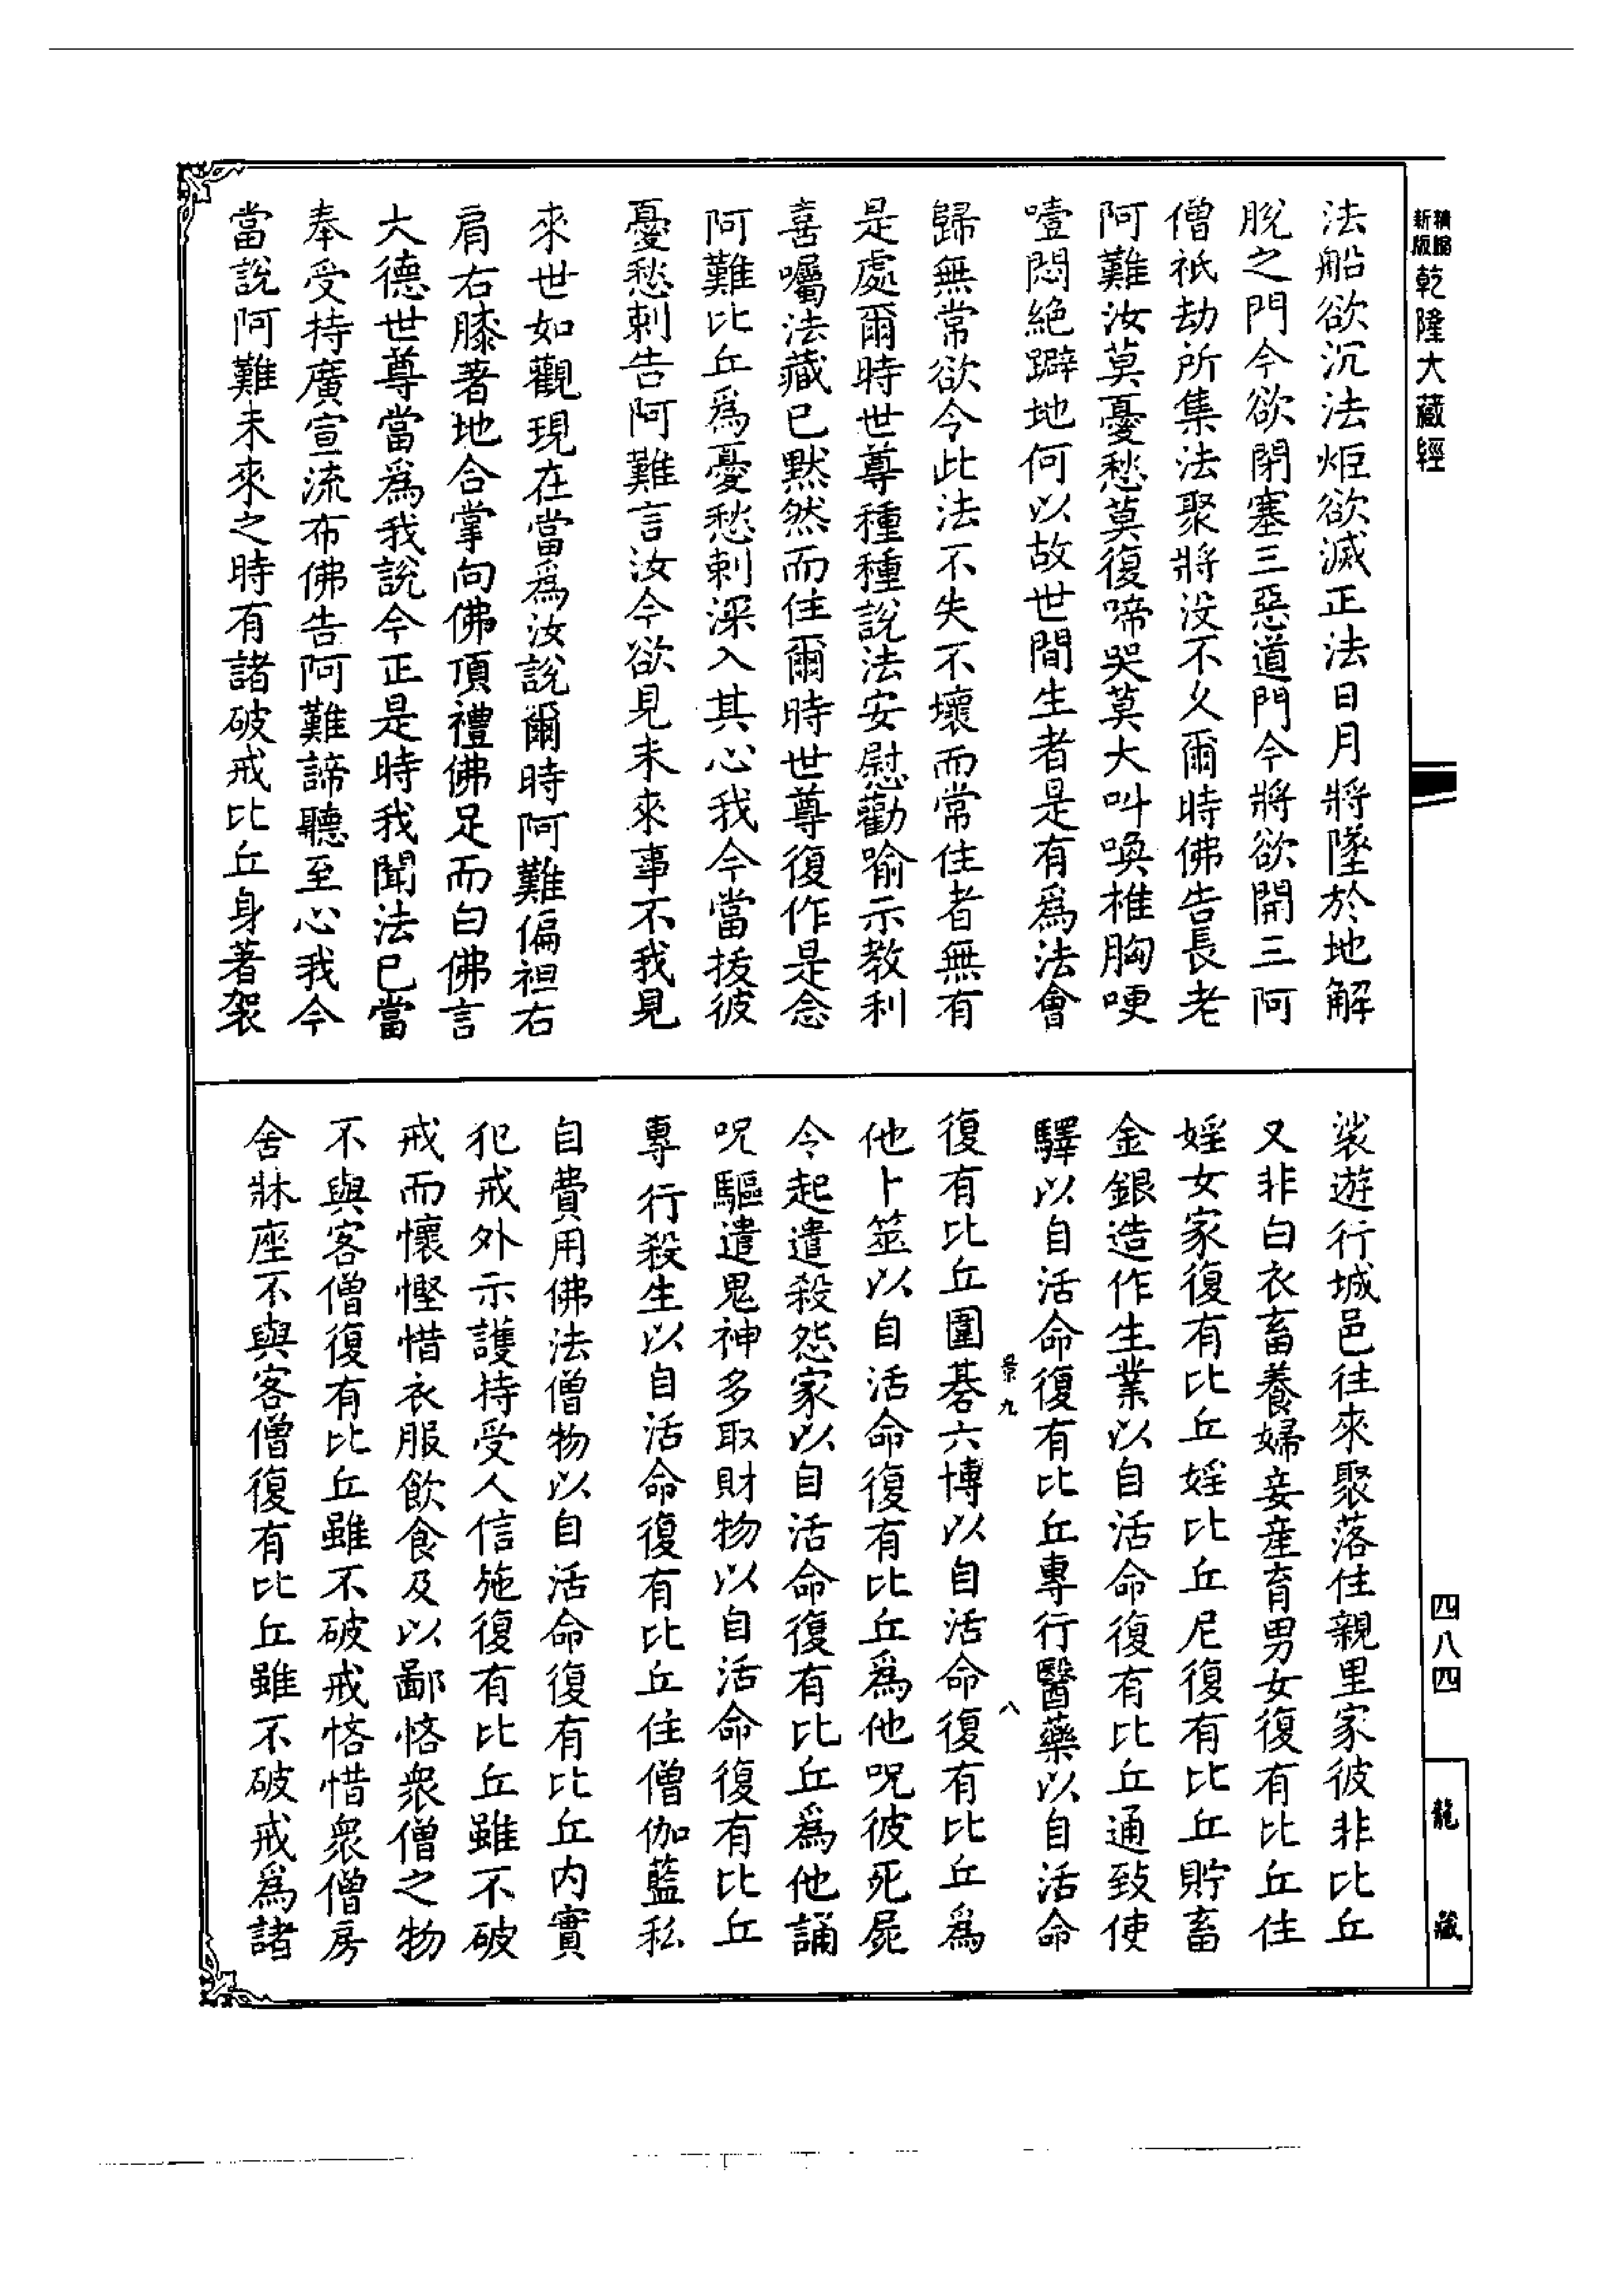 新版精縮乾隆大藏經
四八四
龍藏
法船欲沉法炬欲滅正法日月將墜於地解
脫之門今欲閉塞三惡道門今將欲開三阿
僧祇劫所集法聚將没不久爾時佛告長老
阿難汝莫憂愁莫復啼哭莫大叫喚椎胸哽
噎悶絕躃地何以故世間生者是有爲法會
歸無常欲令此法不失不壞而常住者無有
是處爾時世尊種種說法安慰勸喻示教利
喜囑法藏已默然而住爾時世尊復作是念
阿難比丘爲憂愁刺深入其心我今當拔彼
憂愁刺告阿難言汝今欲見未來事不我見
來世如觀現在當爲汝說爾時阿難偏袒右
肩右膝著地合掌向佛頂禮佛足而白佛言
大德世尊當爲我說今正是時我聞法已當
奉受持廣宣流布佛告阿難諦聽至心我今
當說阿難未來之時有諸破戒比丘身著袈
裟遊行城邑往來聚落住親里家彼非比丘
又非白衣畜養婦妾產育男女復有比丘住
婬女家復有比丘婬比丘尼復有比丘貯畜
金銀造作生業以自活命復有比丘通致使
驛以自活命復有比丘專行醫藥以自活命
景九 八
復有比丘圍碁六博以自活命復有比丘爲
他卜筮以自活命復有比丘爲他呪彼死屍
令起遣殺怨家以自活命復有比丘爲他誦
呪驅遣鬼神多取財物以自活命復有比丘
專行殺生以自活命復有比丘住僧伽藍私
自費用佛法僧物以自活命復有比丘内實
犯戒外示護持受人信施復有比丘雖不破
戒而懷慳惜衣服飲食及以鄙悋衆僧之物
不與客僧復有比丘雖不破戒悋惜衆僧房
舍牀座不與客僧復有比丘雖不破戒爲諸